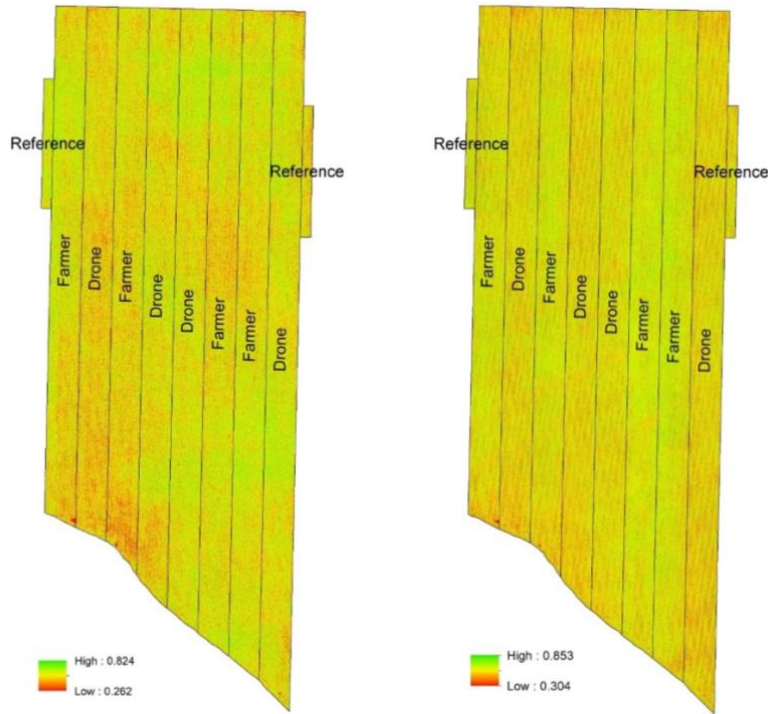 Reference
Reference
Farmer
Drone
Farmer
Drone
Drone
Farmer
Farmer
Drone
High : 0.824
Low : 0.262
Reference
Reference
Farmer
Drone
Farmer
Drone
Drone
Farmer
Farmer
Drone
High : 0.853
Low : 0.304